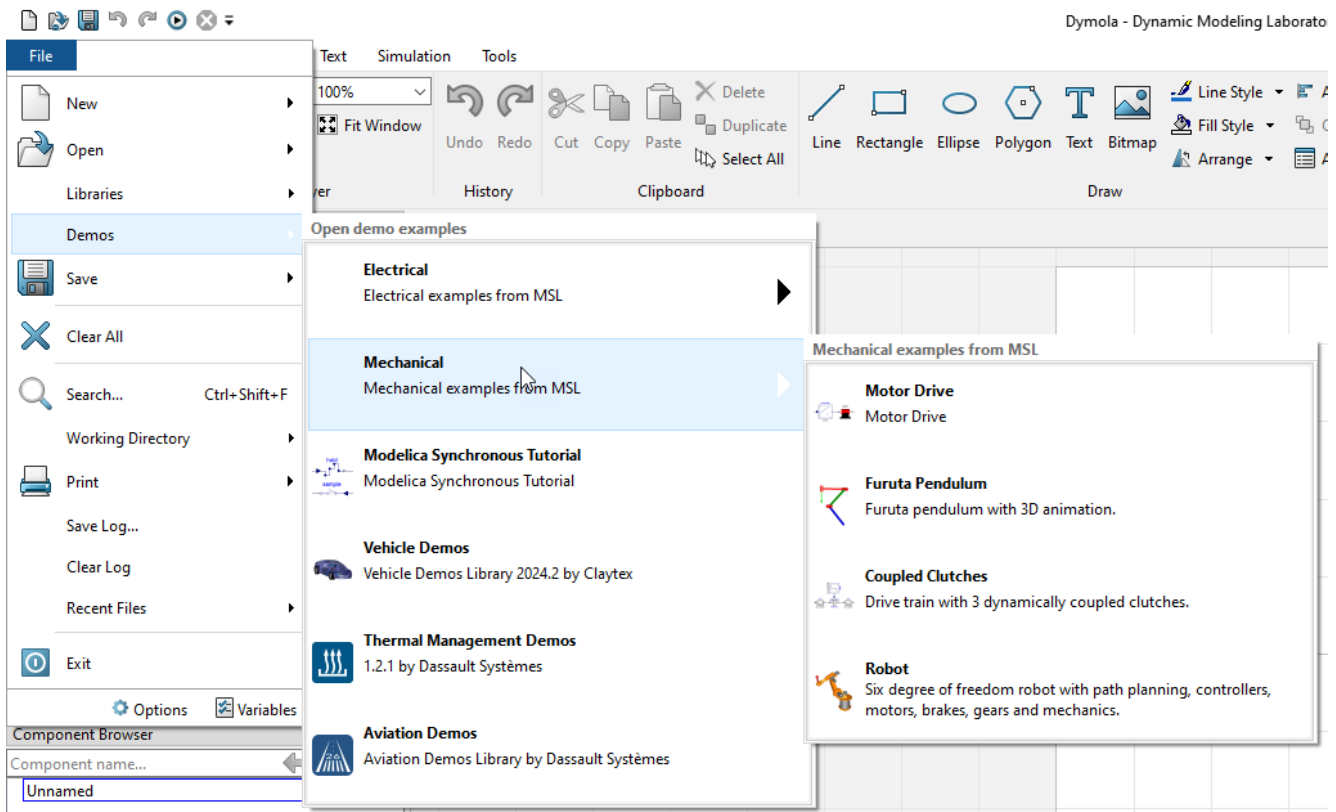 Dymola - Dynamic Modeling Laborato
File
Text Simulation Tools
New
Open
Libraries
Demos
Save
Clear All
Search... Ctrl+Shift+F
Working Directory
Print
Save Log...
Clear Log
Recent Files
Exit
Options Variables
100%
Fit Window
Undo Redo
History
Cut Copy Paste
Delete
Duplicate
Select All
Clipboard
Line Rectangle Ellipse Polygon Text Bitmap
Line Style
Fill Style
Arrange
Draw
Open demo examples
Electrical
Electrical examples from MSL
Mechanical
Mechanical examples from MSL
Modelica Synchronous Tutorial
Modelica Synchronous Tutorial
Vehicle Demos
Vehicle Demos Library 2024.2 by Claytex
Thermal Management Demos
1.2.1 by Dassault Systèmes
Aviation Demos
Aviation Demos Library by Dassault Systèmes
Mechanical examples from MSL
Motor Drive
Motor Drive
Furuta Pendulum
Furuta pendulum with 3D animation.
Coupled Clutches
Drive train with 3 dynamically coupled clutches.
Robot
Six degree of freedom robot with path planning, controllers,
motors, brakes, gears and mechanics.
Component Browser
Component name...
Unnamed